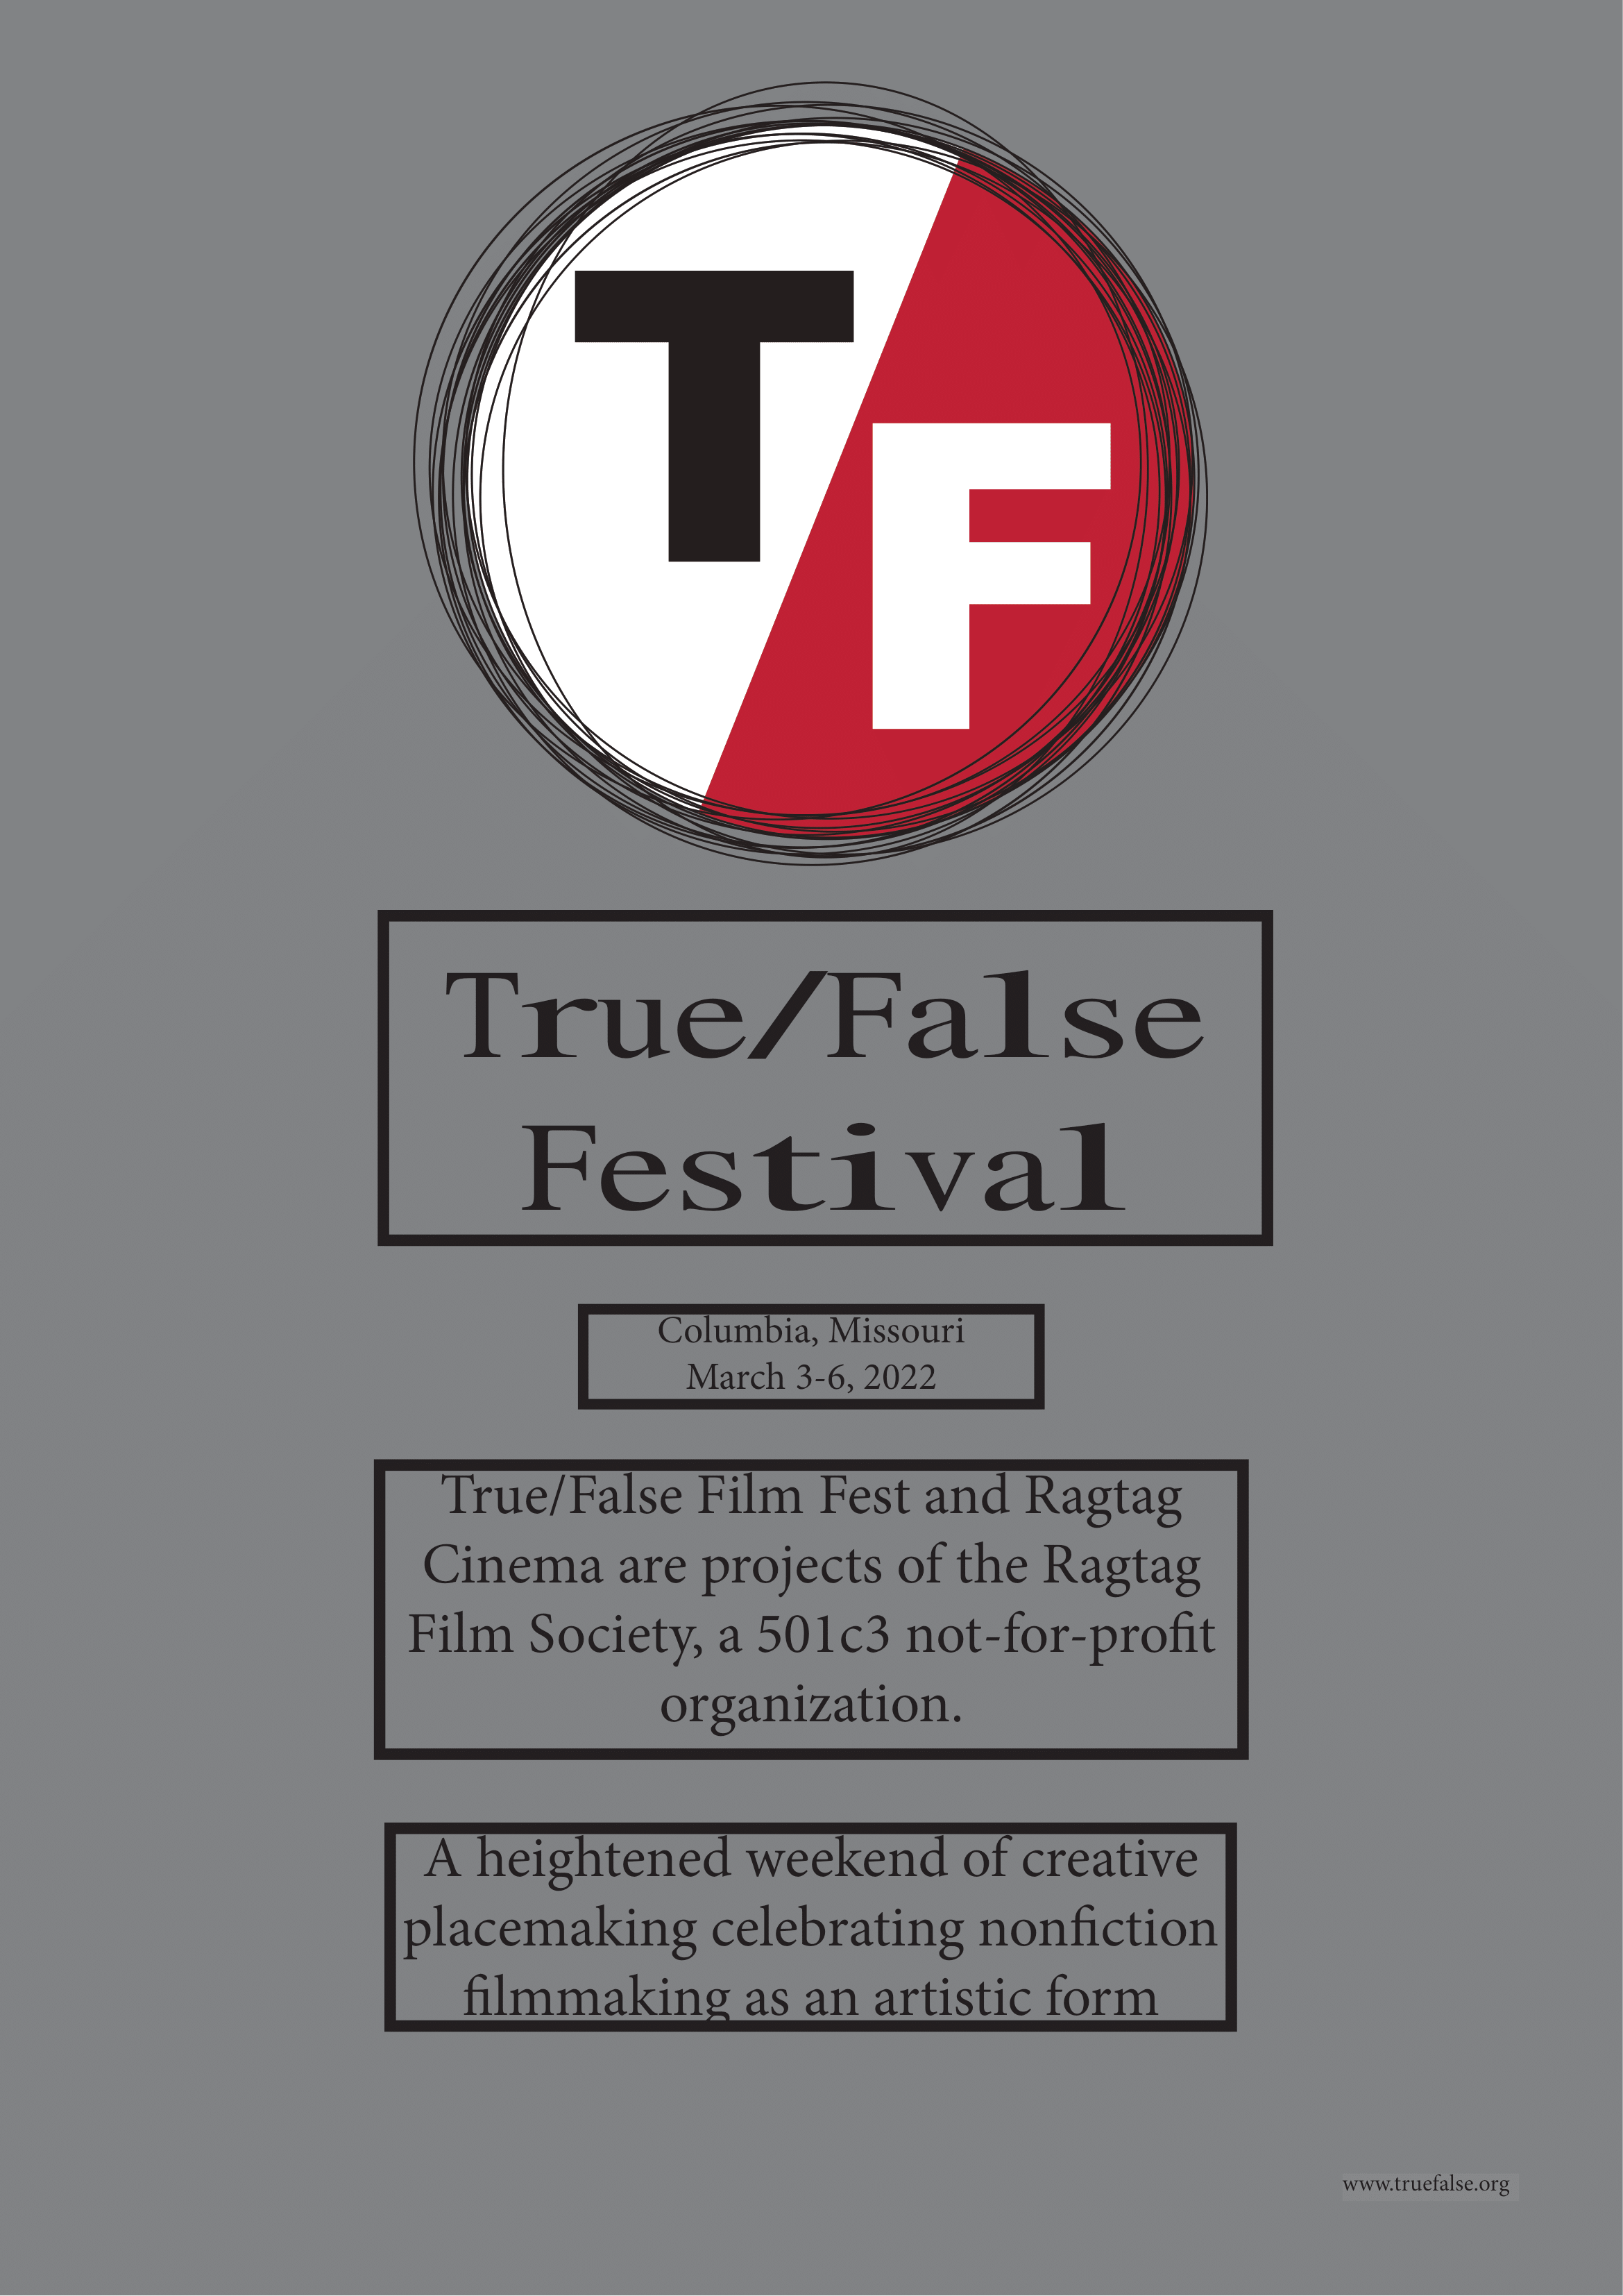 T
F
True/False
Festival
Columbia, Missouri
March 3-6, 2022
True/False Film Fest and Ragtag
Cinema are projects of the Ragtag
Film Society, a 501c3 not-for-profit
organization.
A heightened weekend of creative
placemaking celebrating nonfiction
filmmaking as an artistic form
www.truefalse.org